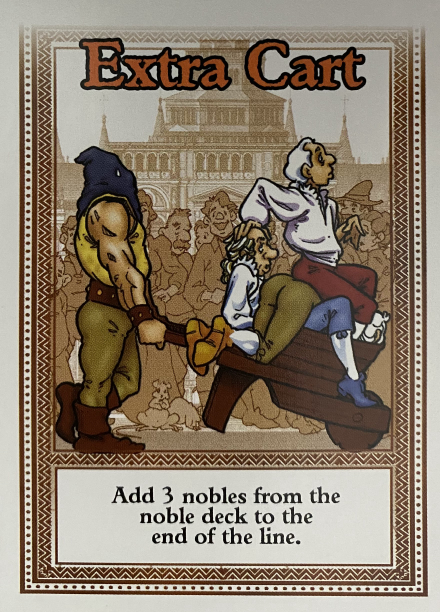 Extra Cart
Add 3 nobles from the
noble deck to the
end of the line.